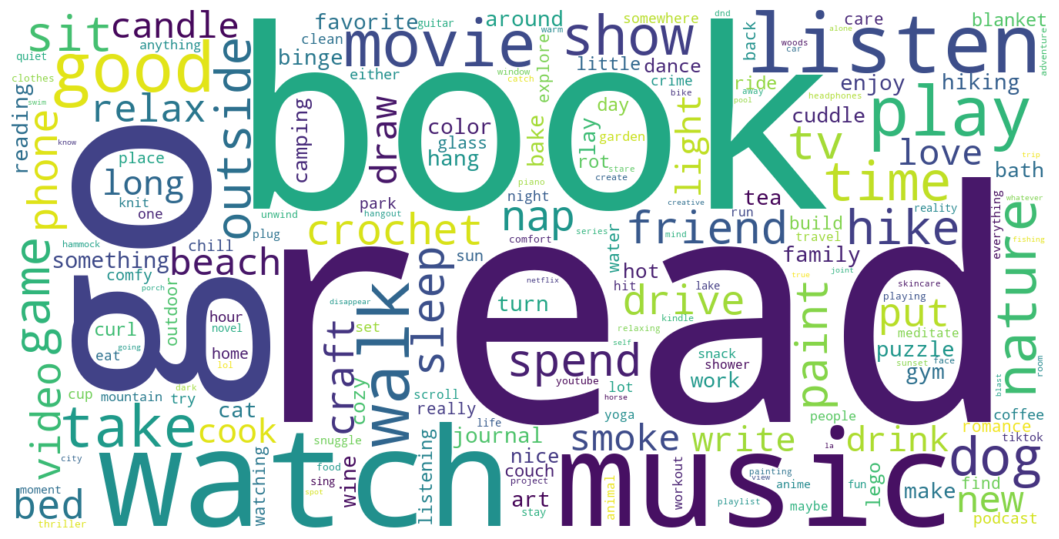 sit
candle
favorite
guitar
around
somewhere
dnd
care
blanket
anything
clean
warm
movie
show
back
car
woods
alone
listen
quiet
good
binge
window
either
catch
little
dance
bike
ride
away
enjoy
hiking
adventure
clothes
outside
book
explore
crime
pool
headphones
swim
relax
reading
phone
camping
draw
color
glass
hang
bake
lay
day
rot
garden
stare
light
cuddle
play
know
go
place
long
knit
one
park
night
piano
create
creative
tea
tv
time
love
bath
trip
unwind
hangout
nap
run
build
travel
reality
whatever
hammock
plug
crochet
comfort
series
mind
friend
hike
everything
fishing
nature
something
beach
chill
sun
water
family
true
joint
game
comfy
outdoor
porch
read
netflix
hot
hit
lake
skincare
playing
disappear
turn
relaxing
kindle
drive
paint
put
meditate
curl
hour
novel
set
walk
sleep
self
puzzle
sunset
face
eat
going
home
lol
craft
cozy
spend
youtube
snack
shower
work
gym
room
blast
video
cup
mountain
dark
try
cat
scroll
horse
lot
yoga
people
coffee
take
cook
really
life
journal
smoke
write
la
drink
romance
tiktok
city
snuggle
food
sing
spot
nice
couch
project
animal
painting
view
anime
fun
dog
bed
moment
thriller
watch
watching
wine
listening
art
stay
music
workout
playlist
maybe
lego
make
find
new
podcast